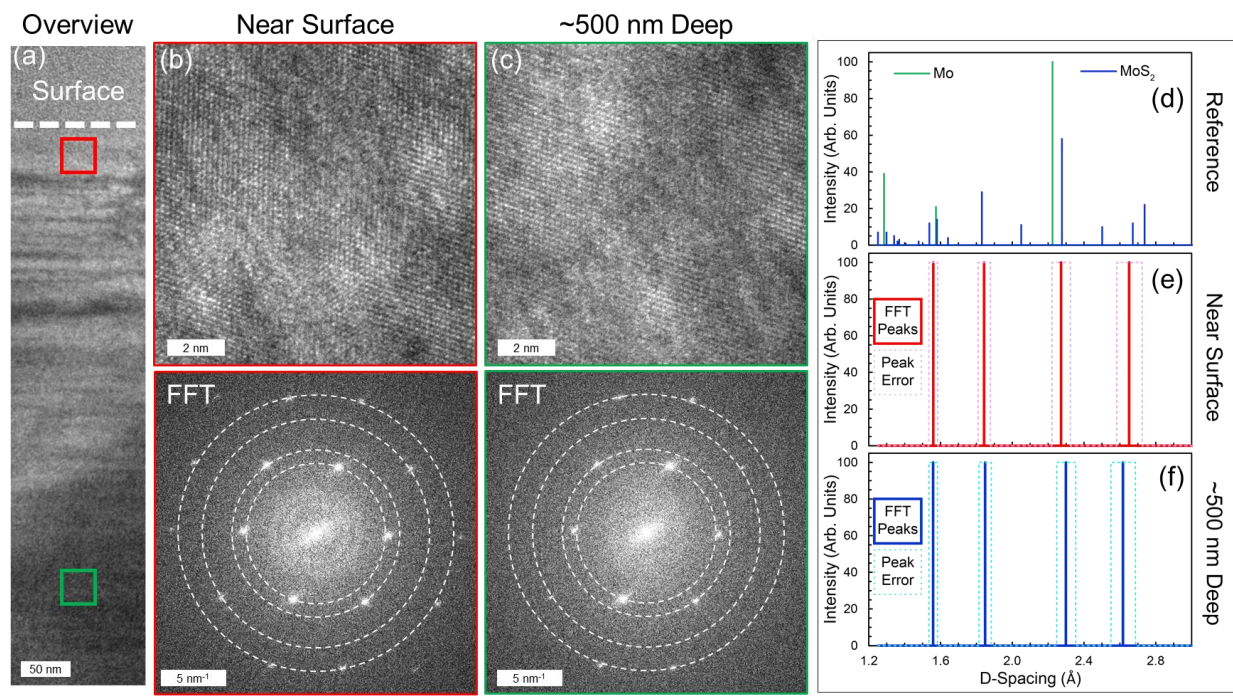 Overview
Near Surface
~500 nm Deep
(a)
Surface
50 nm
(b)
2 nm
(c)
2 nm
FFT
5 nm-1
FFT
5 nm-1
Intensity (Arb. Units)
100
80
60
40
20
0
Mo
MoS2
(d)
Reference
Intensity (Arb. Units)
100
80
60
40
20
0
FFT
Peaks
Peak
Error
(e)
Near Surface
Intensity (Arb. Units)
100
80
60
40
20
0
FFT
Peaks
Peak
Error
(f)
~500 nm Deep
1.2 1.6 2.0 2.4 2.8
D-Spacing (Å)